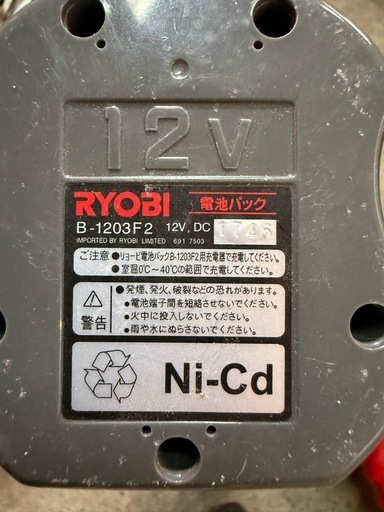 12V
RYOBI 電池パック
B-1203F2 12V, DC 1745
IMPORTED BY RYOBI LIMITED 691 7503
ご注意 ●リョービ電池パックB-1203F2用充電器で充電してください。
●室温0℃〜40℃の範囲で充電してください。
警告 ●発煙、発火、破裂などの恐れがあります。
・電池端子間を短絡させないでください。
・火中に投入しないでください。
・雨や水にぬらさないでください。
Ni-Cd